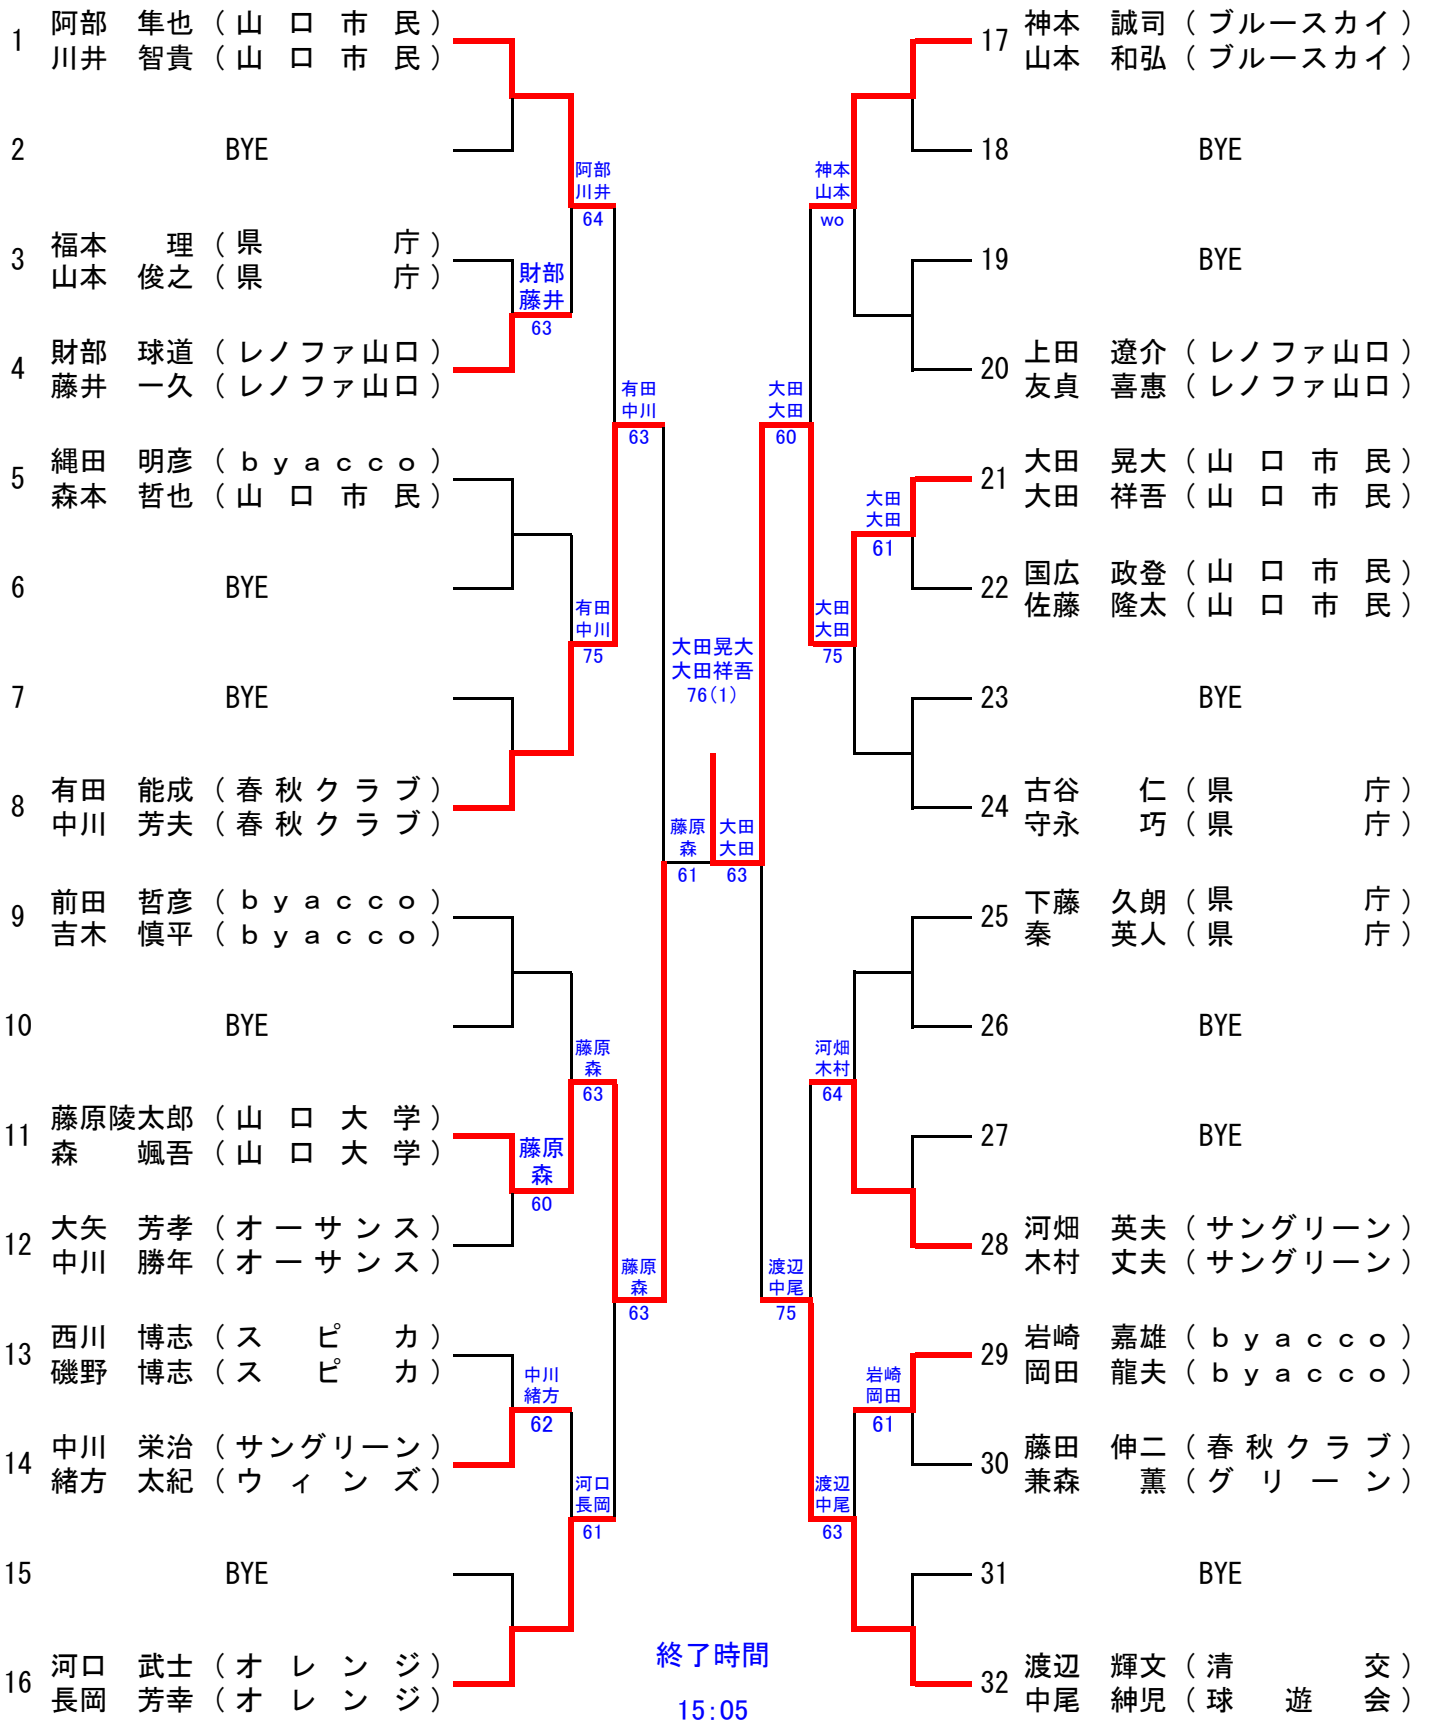 1 阿部 隼也 （ 山 口 市 民 ）
川井 智貴 （ 山 口 市 民 ）
2 BYE
3 福本 理 （ 県 庁 ）
山本 俊之 （ 県 庁 ）
4 財部 球道 （ レノファ山口 ）
藤井 一久 （ レノファ山口 ）
5 縄田 明彦 （ ｂｙａｃｃｏ ）
森本 哲也 （ 山 口 市 民 ）
6 BYE
7 BYE
8 有田 能成 （ 春秋クラブ ）
中川 芳夫 （ 春秋クラブ ）
9 前田 哲彦 （ ｂｙａｃｃｏ ）
吉木 慎平 （ ｂｙａｃｃｏ ）
10 BYE
11 藤原陵太郎 （ 山 口 大 学 ）
森 颯吾 （ 山 口 大 学 ）
12 大矢 芳孝 （ オーサンス ）
中川 勝年 （ オーサンス ）
13 西川 博志 （ ス ピ カ ）
磯野 博志 （ ス ピ カ ）
14 中川 栄治 （ サングリーン ）
緒方 太紀 （ ウィンズ ）
15 BYE
16 河口 武士 （ オ レ ン ジ ）
長岡 芳幸 （ オ レ ン ジ ）
財部
藤井
63
藤原
森
60
中川
緒方
62
阿部
川井
64
有田
中川
75
藤原
森
63
河口
長岡
61
有田
中川
63
藤原
森
63
藤原
森
61
大田晃大
大田祥吾
76(1)
大田
大田
63
大田
大田
60
渡辺
中尾
75
神本
山本
wo
大田
大田
75
河畑
木村
64
渡辺
中尾
63
大田
大田
61
岩崎
岡田
61
17 神本 誠司 （ ブルースカイ ）
山本 和弘 （ ブルースカイ ）
18 BYE
19 BYE
20 上田 遼介 （ レノファ山口 ）
友貞 喜惠 （ レノファ山口 ）
21 大田 晃大 （ 山 口 市 民 ）
大田 祥吾 （ 山 口 市 民 ）
22 国広 政登 （ 山 口 市 民 ）
佐藤 隆太 （ 山 口 市 民 ）
23 BYE
24 古谷 仁 （ 県 庁 ）
守永 巧 （ 県 庁 ）
25 下藤 久朗 （ 県 庁 ）
秦 英人 （ 県 庁 ）
26 BYE
27 BYE
28 河畑 英夫 （ サングリーン ）
木村 丈夫 （ サングリーン ）
29 岩崎 嘉雄 （ ｂｙａｃｃｏ ）
岡田 龍夫 （ ｂｙａｃｃｏ ）
30 藤田 伸二 （ 春秋クラブ ）
兼森 薫 （ グ リ ー ン ）
31 BYE
32 渡辺 輝文 （ 清 交 ）
中尾 紳児 （ 球 遊 会 ）
終了時間
15:05